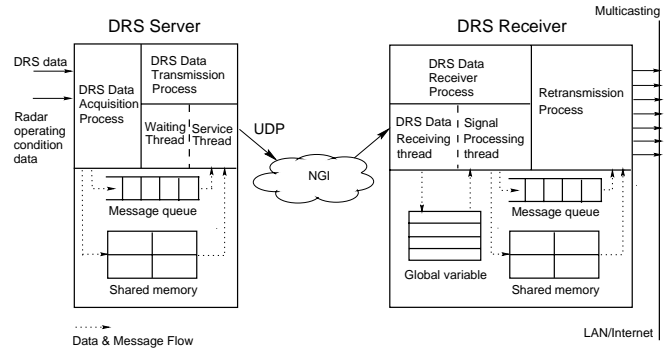 Multicasting
DRS Server
DRS Receiver
DRS data
Radar
operating
condition
data
DRS Data
Acquisition
Process
DRS Data
Transmission
Process
Waiting
Thread
Service
Thread
UDP
NGI
DRS Data
Receiver
Process
DRS Data
Receiving
thread
Signal
Processing
thread
Retransmission
Process
Message queue
Shared memory
Global variable
Message queue
Shared memory
Data & Message Flow
LAN/Internet